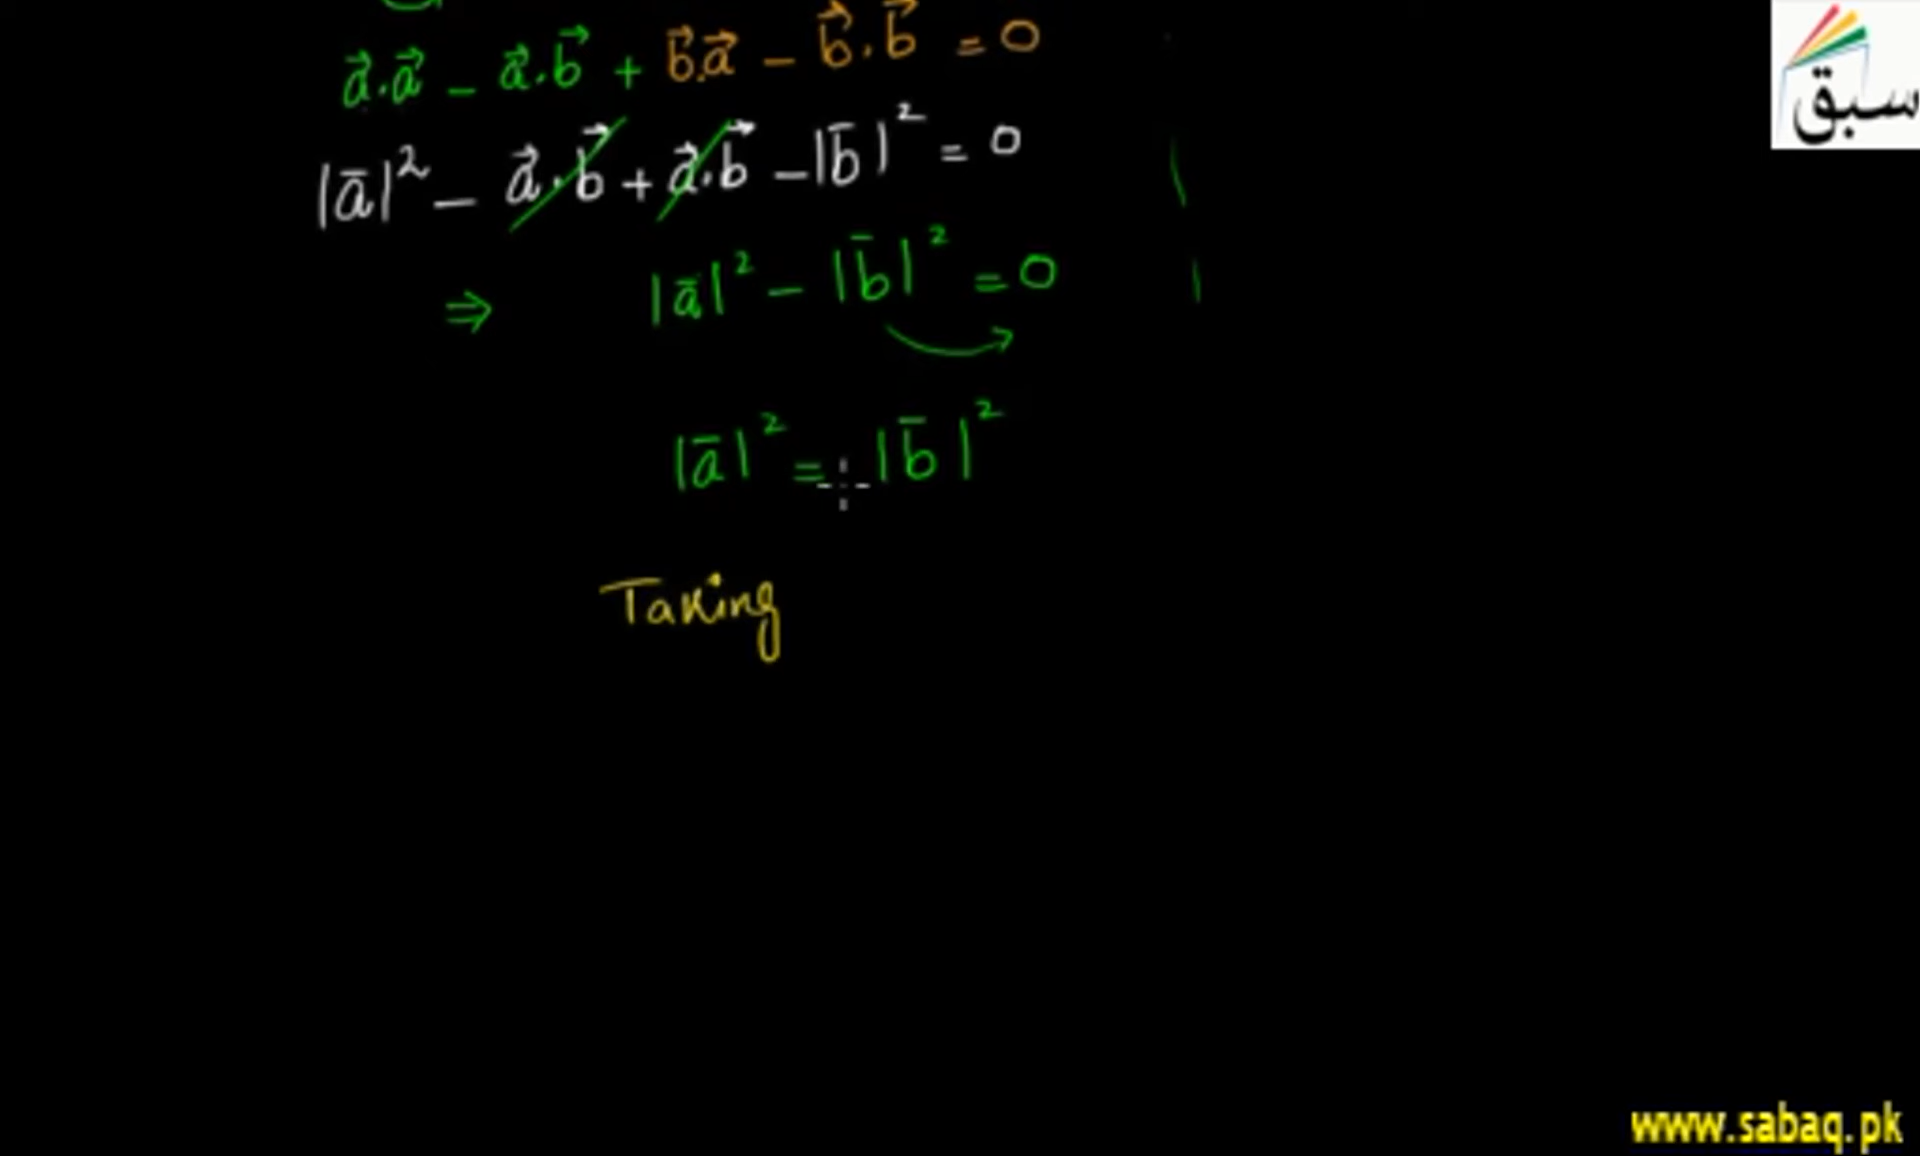 a⃗.a⃗ - a⃗.b⃗ + b⃗.a⃗ - b⃗.b⃗ = 0
سبق
|ā|² - a⃗.b⃗ + a⃗.b⃗ - |b̄|² = 0
⇒ |ā|² - |b̄|² = 0
|ā|² = |b̄|²
Taking
www.sabaq.pk